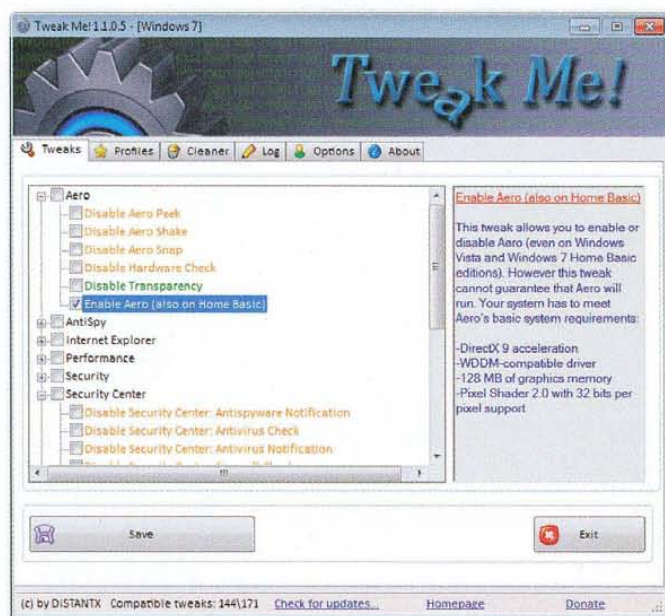 Tweak Me! 1.1.0.5 - [Windows 7]
Tweak Me!
Tweaks Profiles Cleaner Log Options About
Aero
Disable Aero Peek
Disable Aero Shake
Disable Aero Snap
Disable Hardware Check
Disable Transparency
Enable Aero (also on Home Basic)
AntiSpy
Internet Explorer
Performance
Security
Security Center
Disable Security Center: Antispyware Notification
Disable Security Center: Antivirus Check
Disable Security Center: Antivirus Notification
Enable Aero (also on Home Basic)
This tweak allows you to enable or
disable Aero (even on Windows
Vista and Windows 7 Home Basic
editions). However this tweak
cannot guarantee that Aero will
run. Your system has to meet
Aero's basic system requirements:
-DirectX 9 acceleration
-WDDM-compatible driver
-128 MB of graphics memory
-Pixel Shader 2.0 with 32 bits per
pixel support
Save
Exit
(c) by DiSTANTX Compatible tweaks: 144\171 Check for updates... Homepage Donate